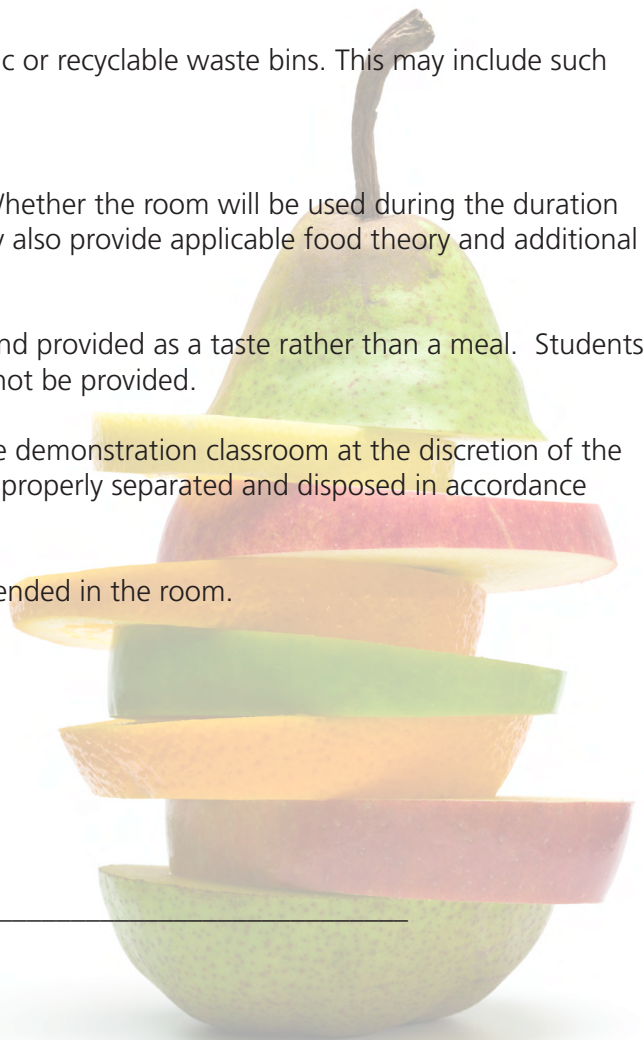 c or recyclable waste bins. This may include such
Whether the room will be used during the duration
also provide applicable food theory and additional
nd provided as a taste rather than a meal.  Students
not be provided.
e demonstration classroom at the discretion of the
properly separated and disposed in accordance
ended in the room.